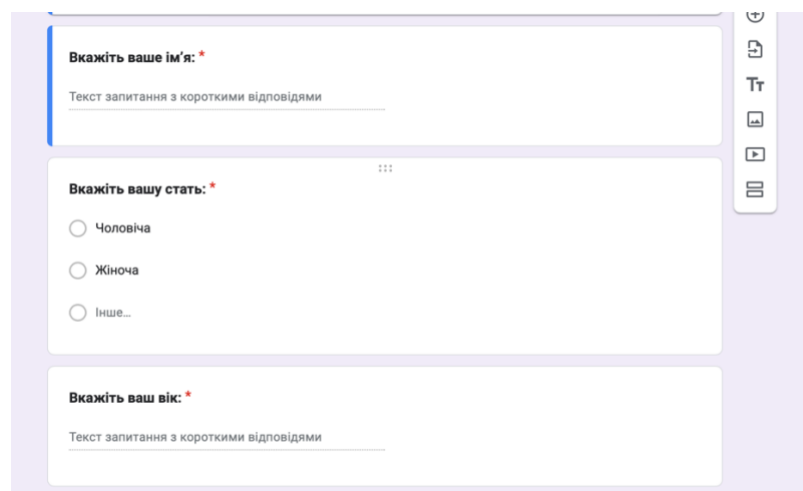 Вкажіть ваше ім'я: *
Текст запитання з короткими відповідями
Вкажіть вашу стать: *
Чоловіча
Жіноча
Інше...
Вкажіть ваш вік: *
Текст запитання з короткими відповідями
Тт